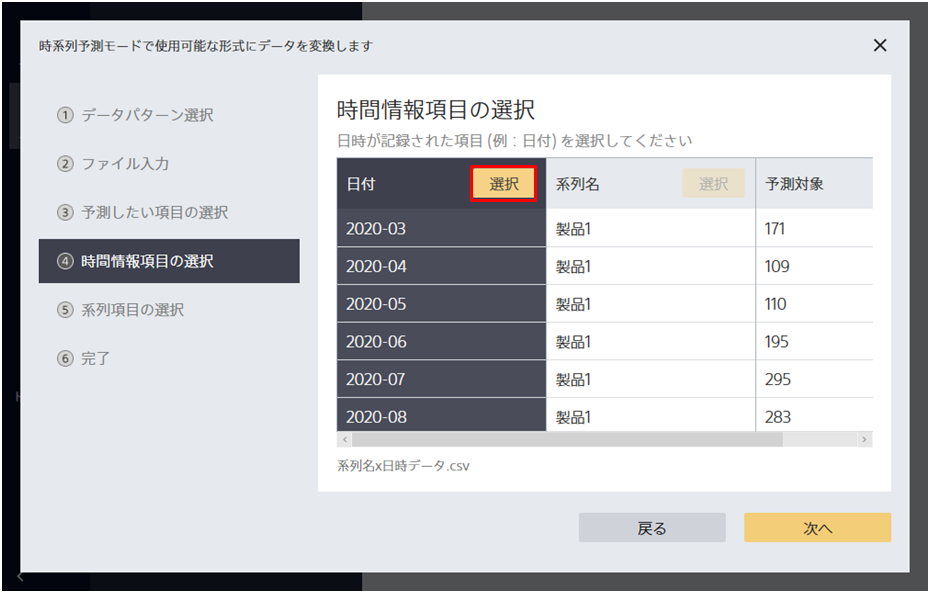 時系列予測モードで使用可能な形式にデータを変換します
1 データパターン選択
2 ファイル入力
3 予測したい項目の選択
4 時間情報項目の選択
5 系列項目の選択
6 完了
時間情報項目の選択
日時が記録された項目 (例：日付) を選択してください
日付 選択 系列名 選択 予測対象
2020-03 製品1 171
2020-04 製品1 109
2020-05 製品1 110
2020-06 製品1 195
2020-07 製品1 295
2020-08 製品1 283
系列名x日時データ.csv
戻る 次へ